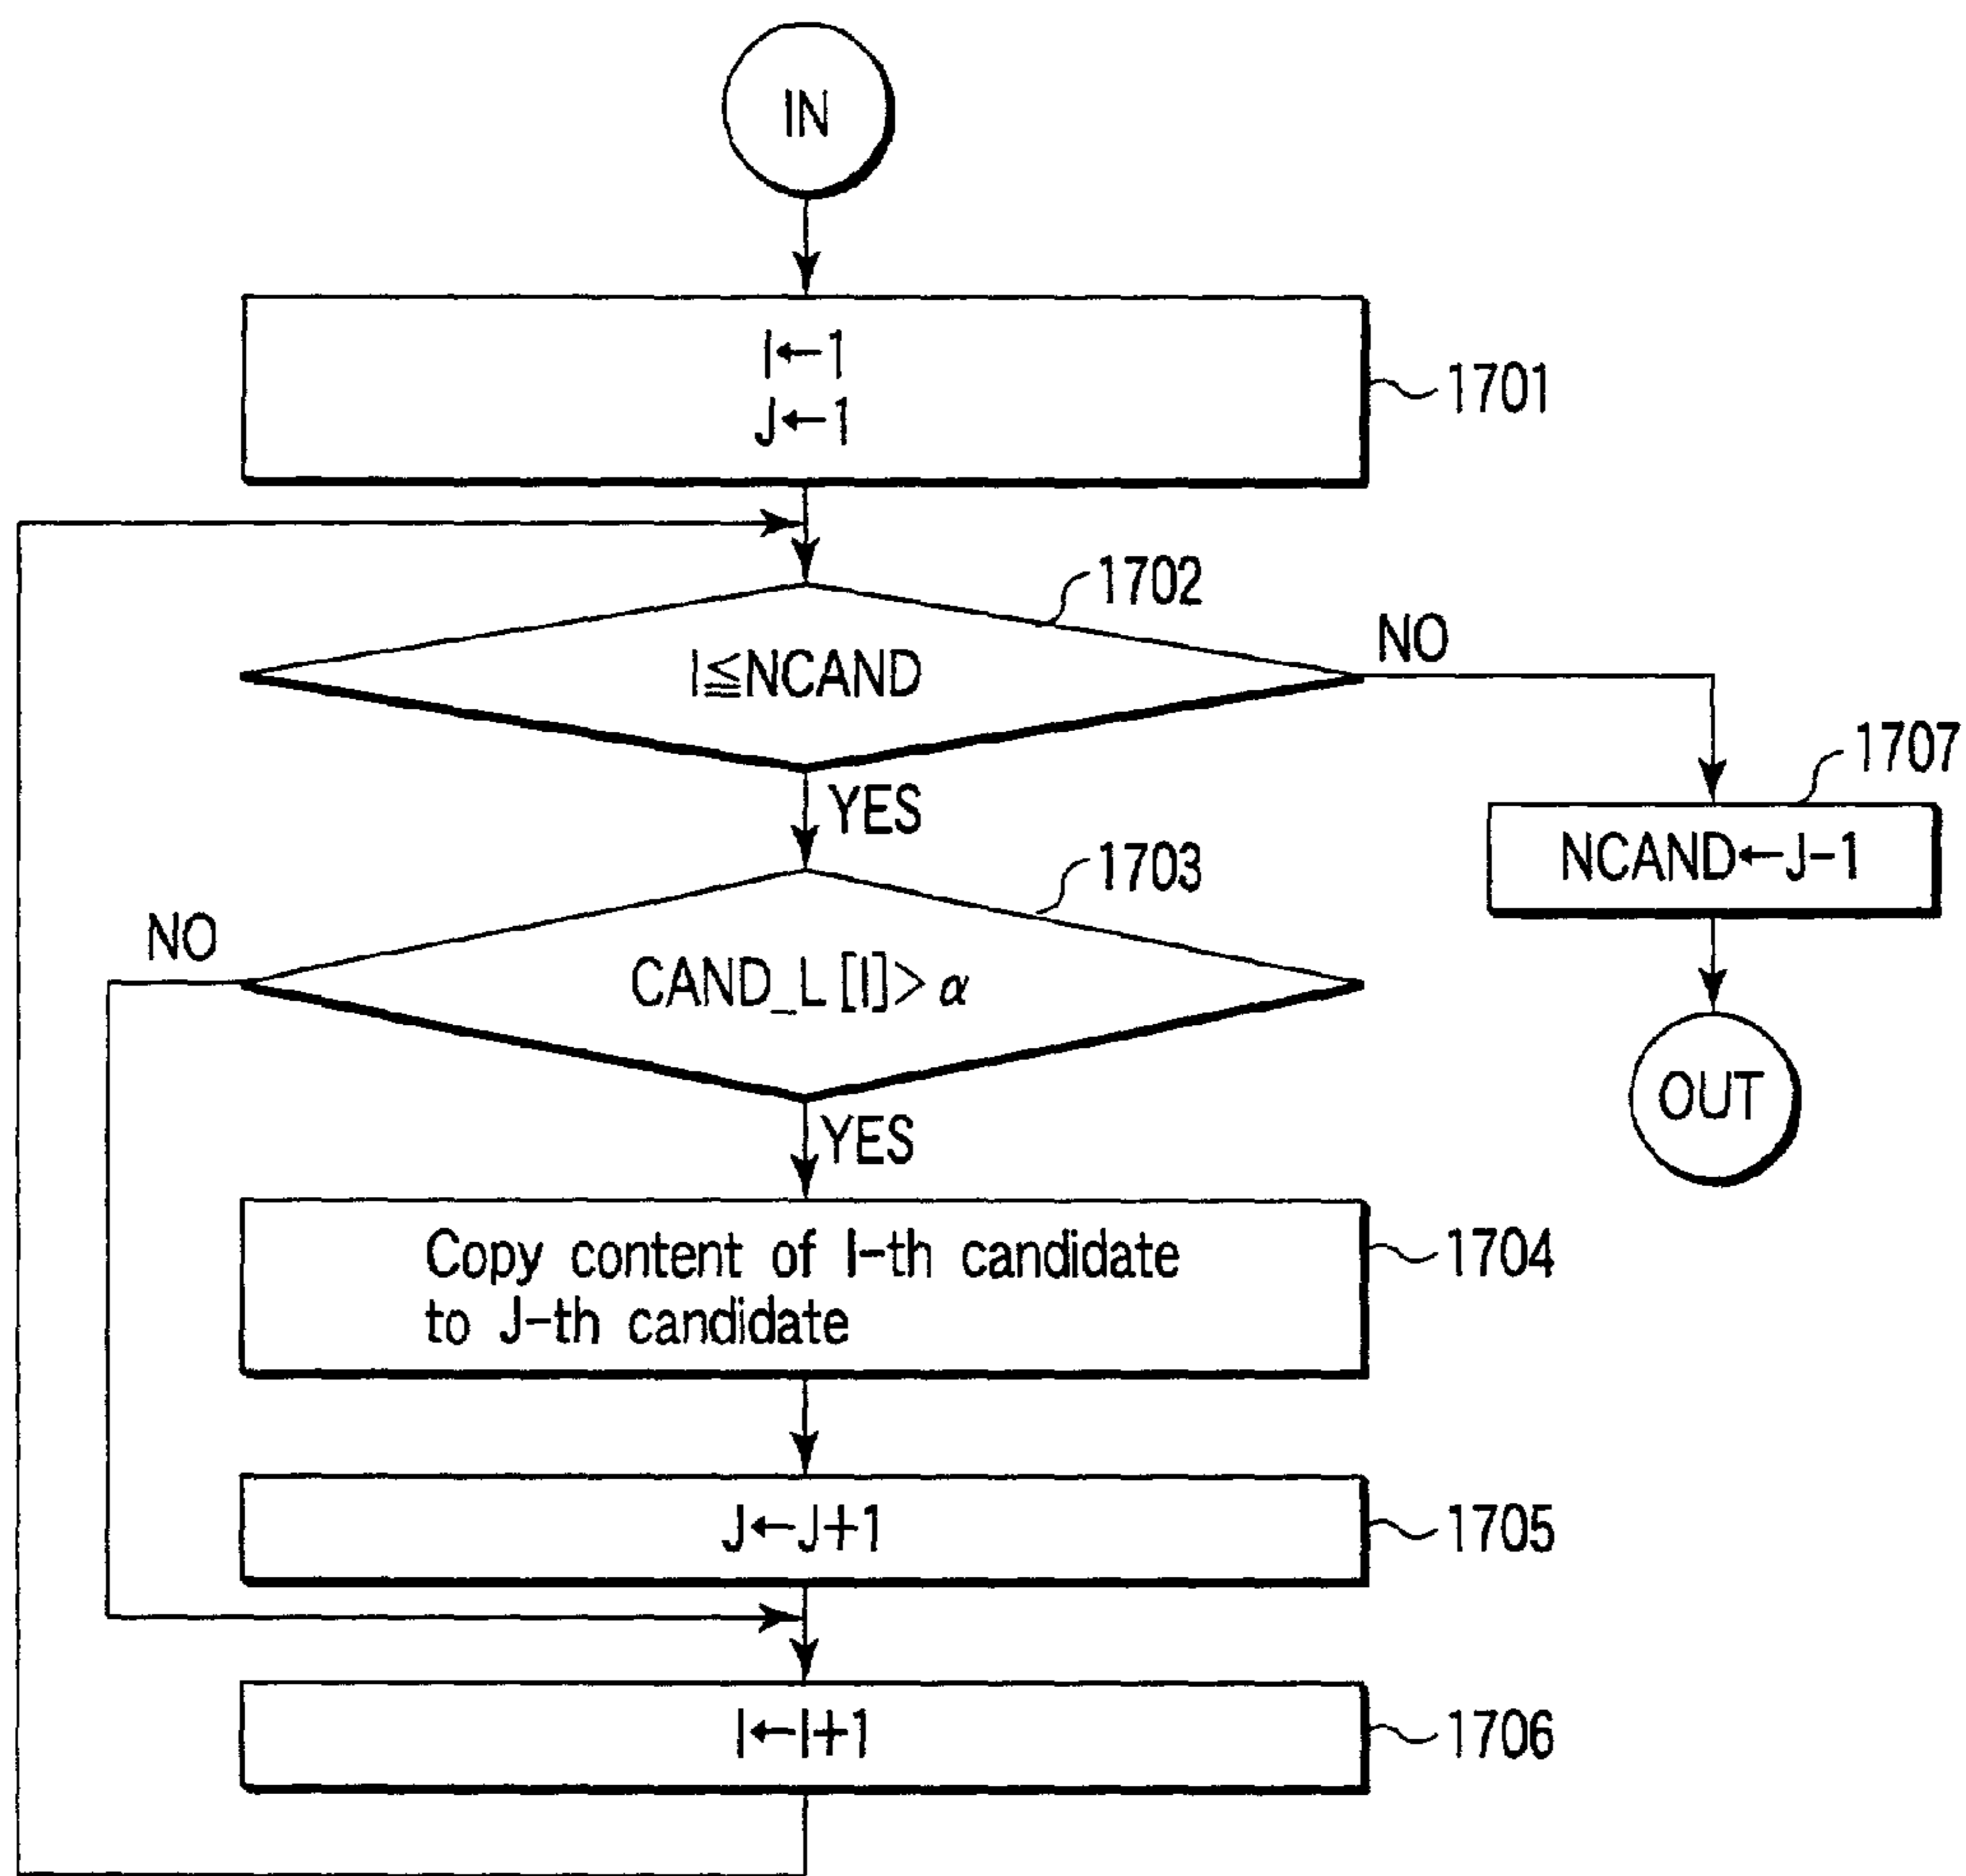 IN
I←1
J←1
1701
1702
I≦NCAND
NO
YES
1707
NCAND←J-1
1703
NO
CAND_L[I]>α
OUT
YES
Copy content of I-th candidate
to J-th candidate
1704
J←J+1
1705
I←I+1
1706